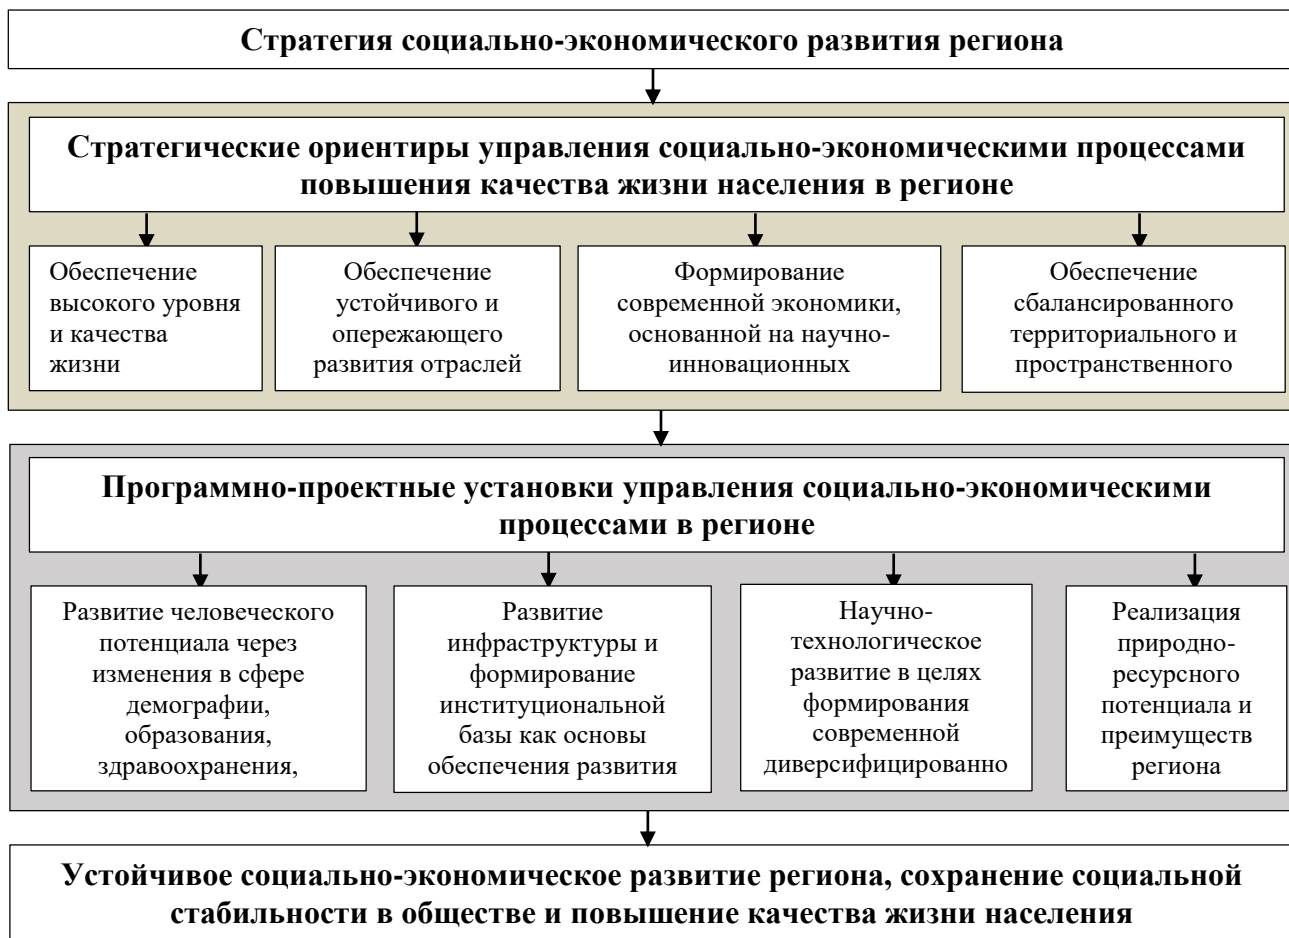 Стратегия социально-экономического развития региона
Стратегические ориентиры управления социально-экономическими процессами
повышения качества жизни населения в регионе
Обеспечение
высокого уровня
и качества
жизни
Обеспечение
устойчивого и
опережающего
развития отраслей
Формирование
современной экономики,
основанной на научно-
инновационных
Обеспечение
сбалансированного
территориального и
пространственного
Программно-проектные установки управления социально-экономическими
процессами в регионе
Развитие человеческого
потенциала через
изменения в сфере
демографии,
образования,
здравоохранения,
Развитие
инфраструктуры и
формирование
институциональной
базы как основы
обеспечения развития
Научно-
технологическое
развитие в целях
формирования
современной
диверсифицированно
Реализация
природно-
ресурсного
потенциала и
преимуществ
региона
Устойчивое социально-экономическое развитие региона, сохранение социальной
стабильности в обществе и повышение качества жизни населения